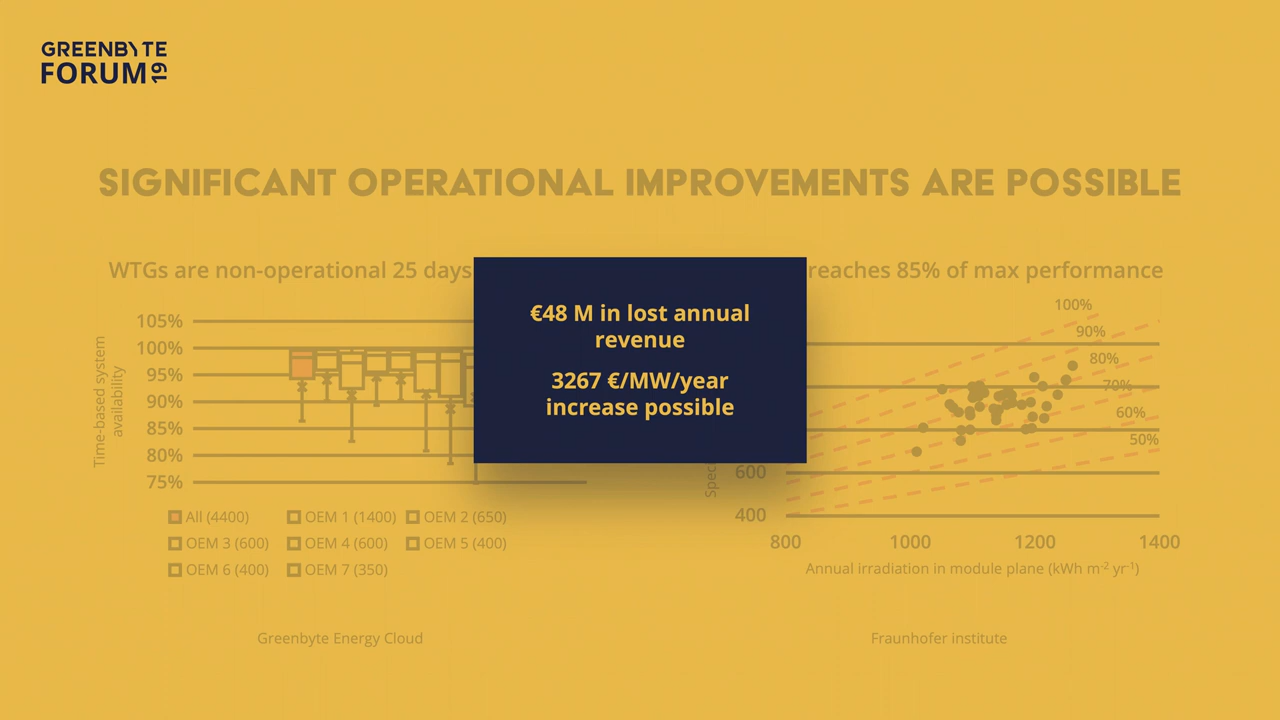 GREENBYTE
FORUM 19
SIGNIFICANT OPERATIONAL IMPROVEMENTS ARE POSSIBLE
WTGs are non-operational 25 days
reaches 85% of max performance
€48 M in lost annual
revenue
3267 €/MW/year
increase possible
Time-based system
availability
105%
100%
95%
90%
85%
80%
75%
All (4400)
OEM 1 (1400)
OEM 2 (650)
OEM 3 (600)
OEM 4 (600)
OEM 5 (400)
OEM 6 (400)
OEM 7 (350)
Greenbyte Energy Cloud
100%
90%
80%
70%
60%
50%
600
400
800
1000
1200
1400
Annual irradiation in module plane (kWh m⁻² yr⁻¹)
Fraunhofer institute